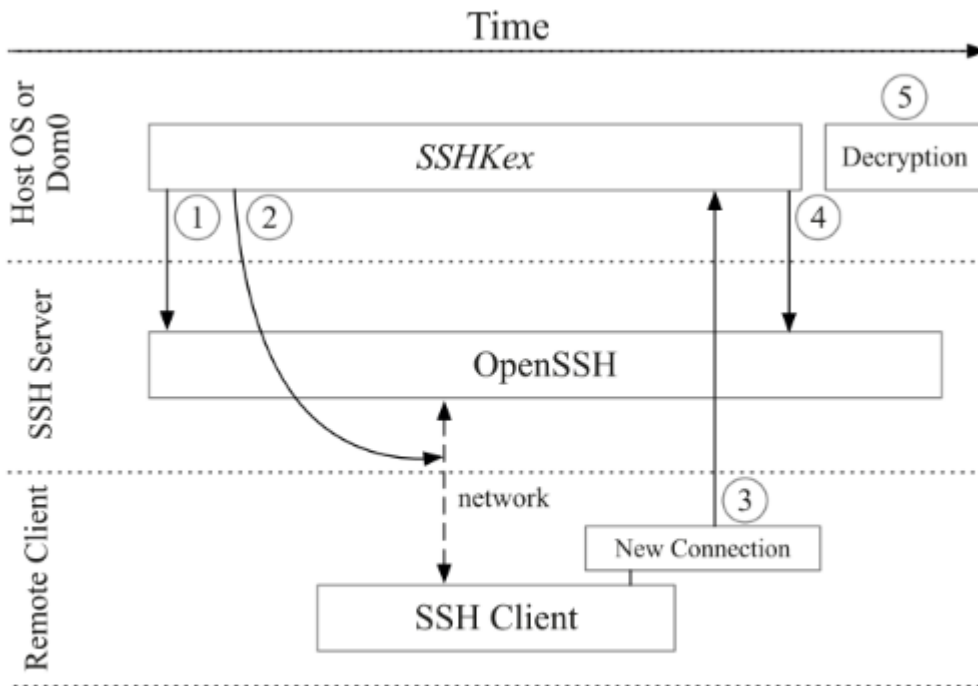 Time
Host OS or
Dom0
5
SSHKex
Decryption
1
2
4
SSH Server
OpenSSH
Remote Client
network
3
New Connection
SSH Client